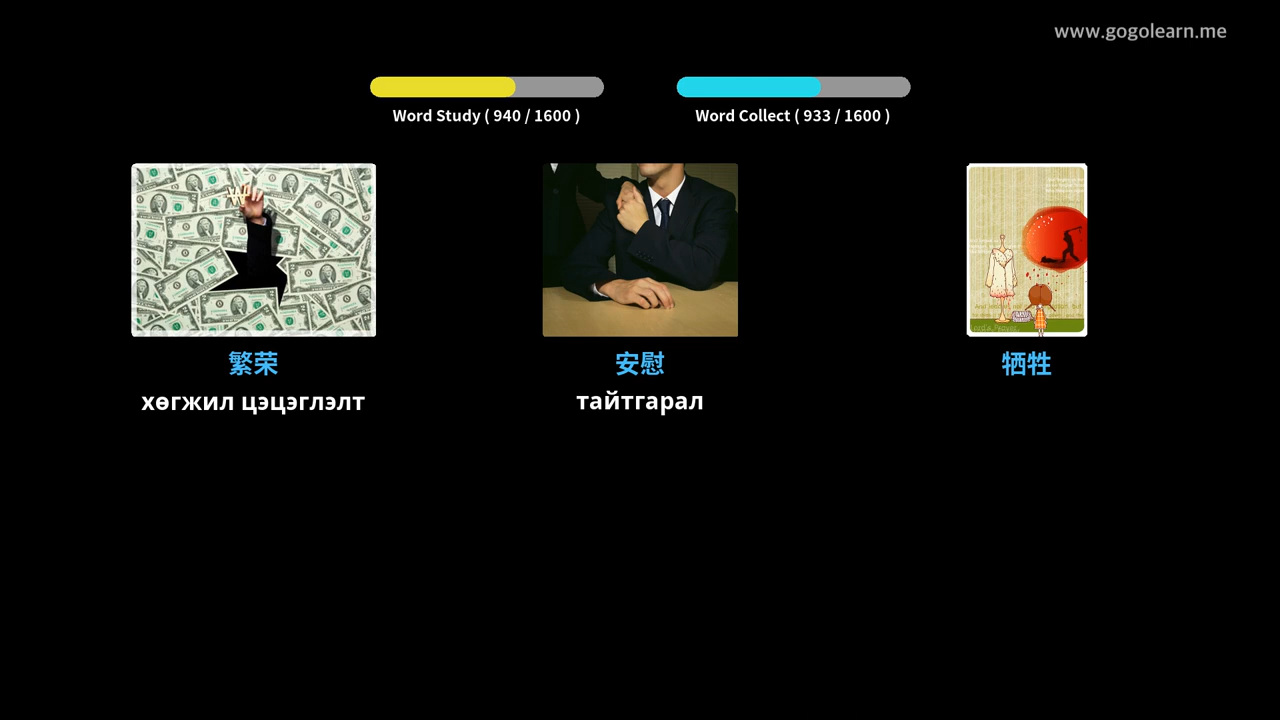 www.gogolearn.me
Word Study ( 940 / 1600 )
Word Collect ( 933 / 1600 )
繁荣
安慰
牺牲
хөгжил цэцэглэлт
тайтгарал